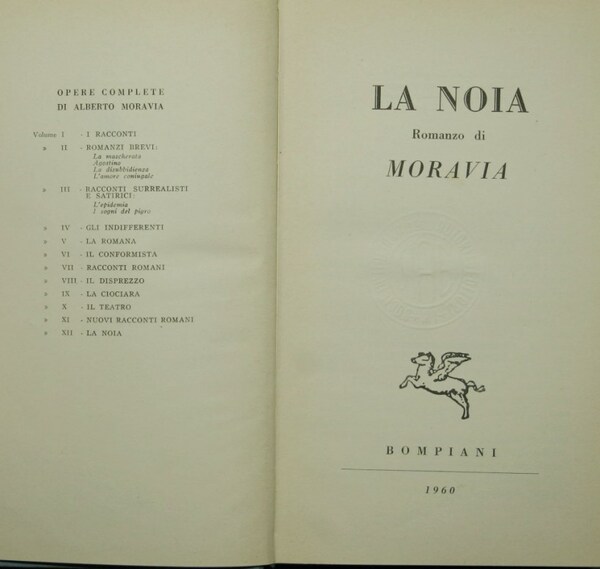 OPERE COMPLETE
DI ALBERTO MORAVIA
Volume I - I RACCONTI
» II - ROMANZI BREVI:
La mascherata
Agostino
La disubbidienza
L'amore coniugale
» III - RACCONTI SURREALISTI
E SATIRICI:
L'epidemia
I sogni del pigro
» IV - GLI INDIFFERENTI
» V - LA ROMANA
» VI - IL CONFORMISTA
» VII - RACCONTI ROMANI
» VIII - IL DISPREZZO
» IX - LA CIOCIARA
» X - IL TEATRO
» XI - NUOVI RACCONTI ROMANI
» XII - LA NOIA
LA NOIA
Romanzo di
MORAVIA
BOMPIANI
1960